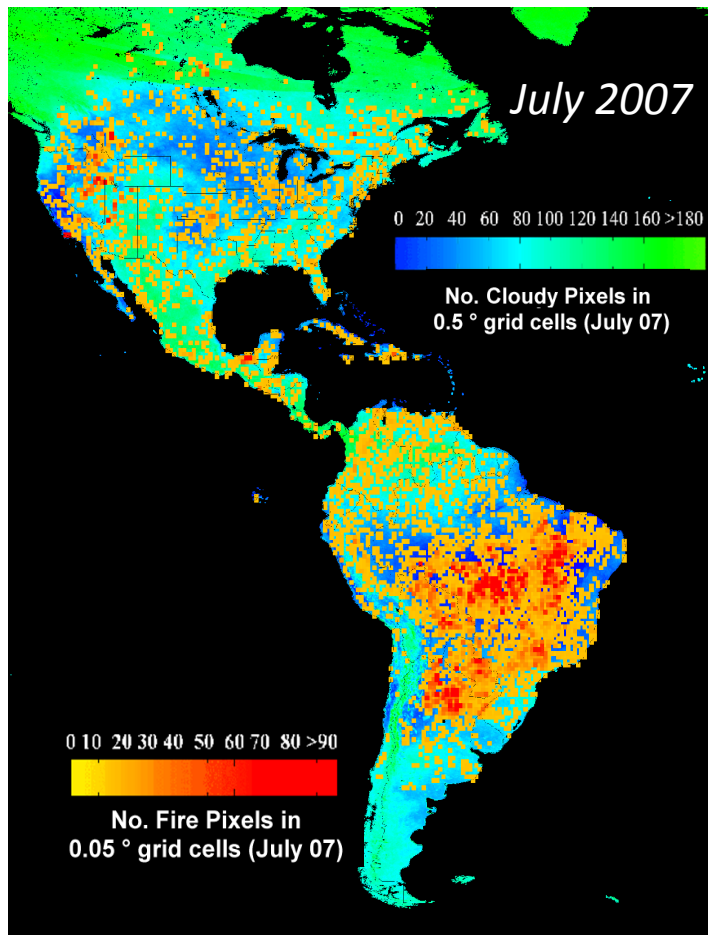 July 2007
0 20 40 60 80 100 120 140 160 >180
No. Cloudy Pixels in
0.5 ° grid cells (July 07)
0 10 20 30 40 50 60 70 80 >90
No. Fire Pixels in
0.05 ° grid cells (July 07)